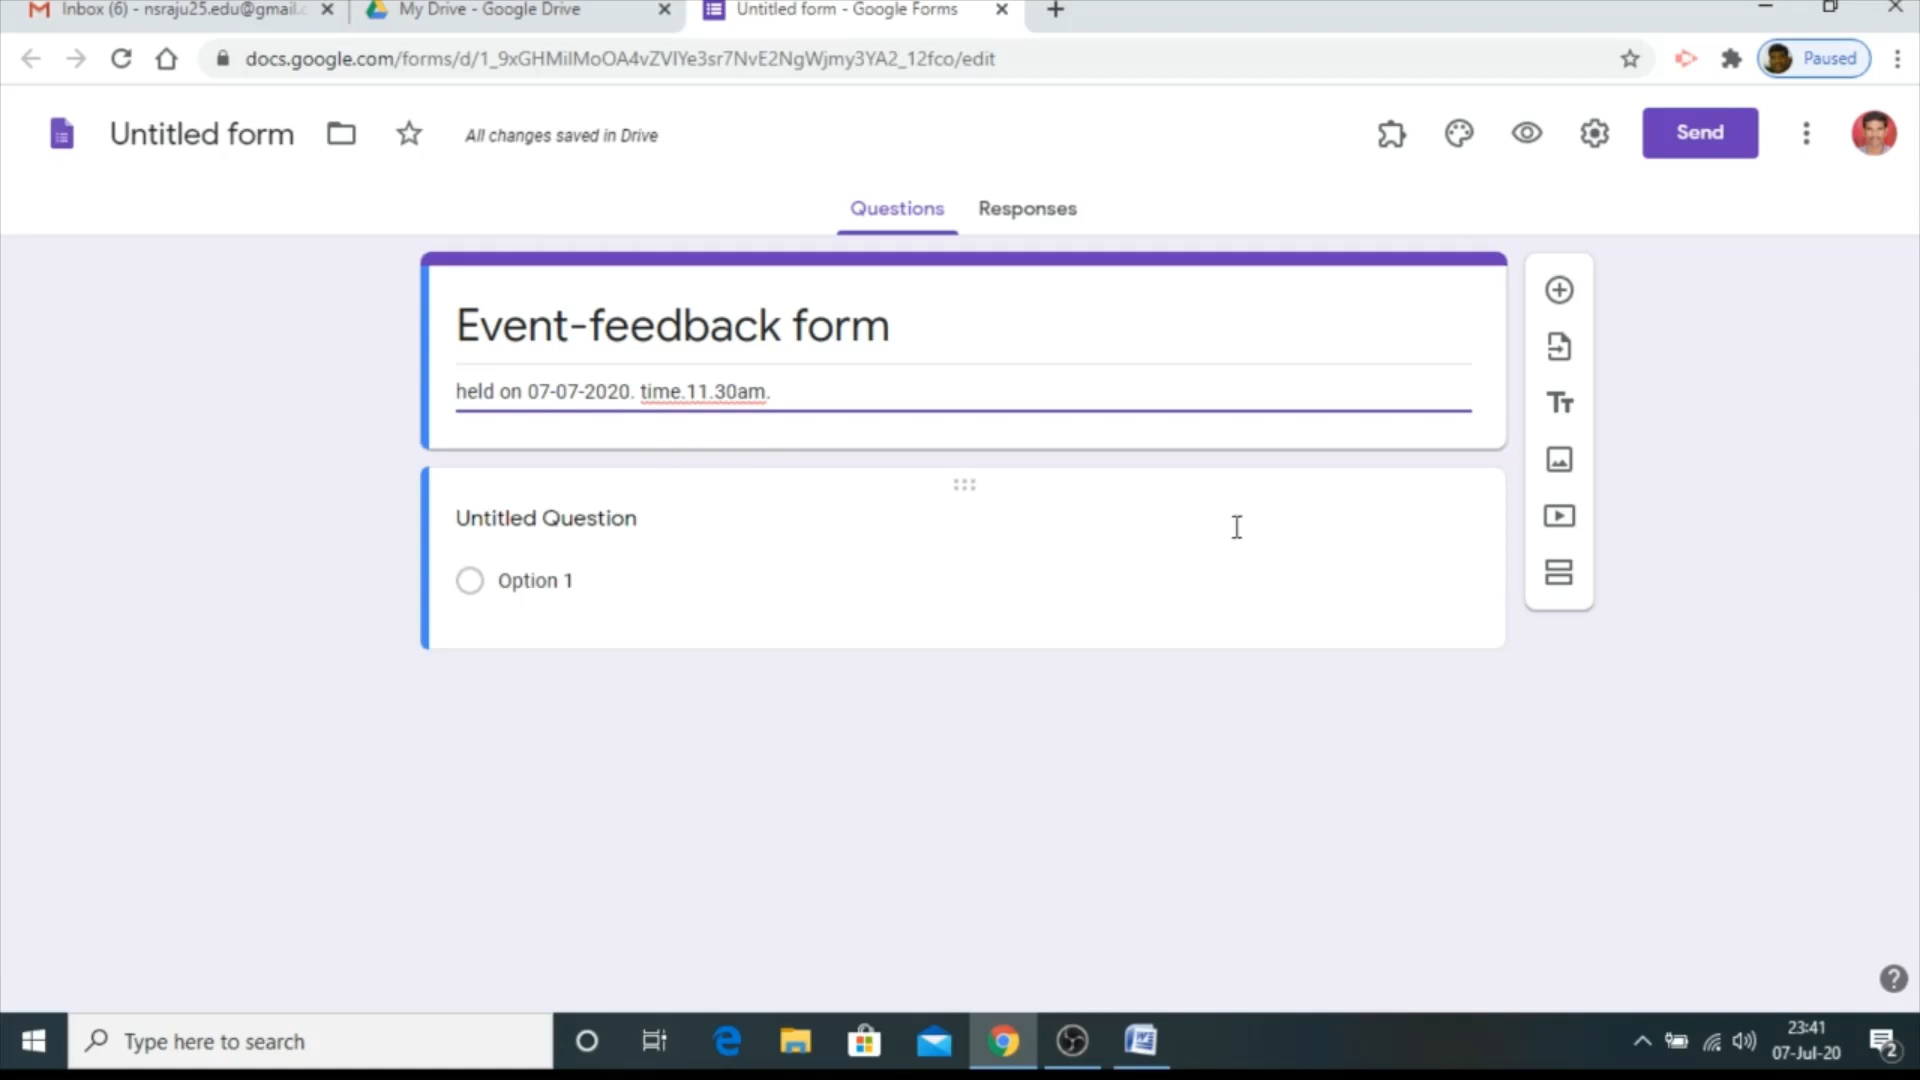 Inbox (6) - nsraju25.edu@gmail.c
My Drive - Google Drive
Untitled form - Google Forms
docs.google.com/forms/d/1_9xGHMiIMoOA4vZVIYe3sr7NvE2NgWjmy3YA2_12fco/edit
Paused
Untitled form
All changes saved in Drive
Send
Questions
Responses
Event-feedback form
held on 07-07-2020. time.11.30am.
Untitled Question
Option 1
Type here to search
23:41
07-Jul-20
2